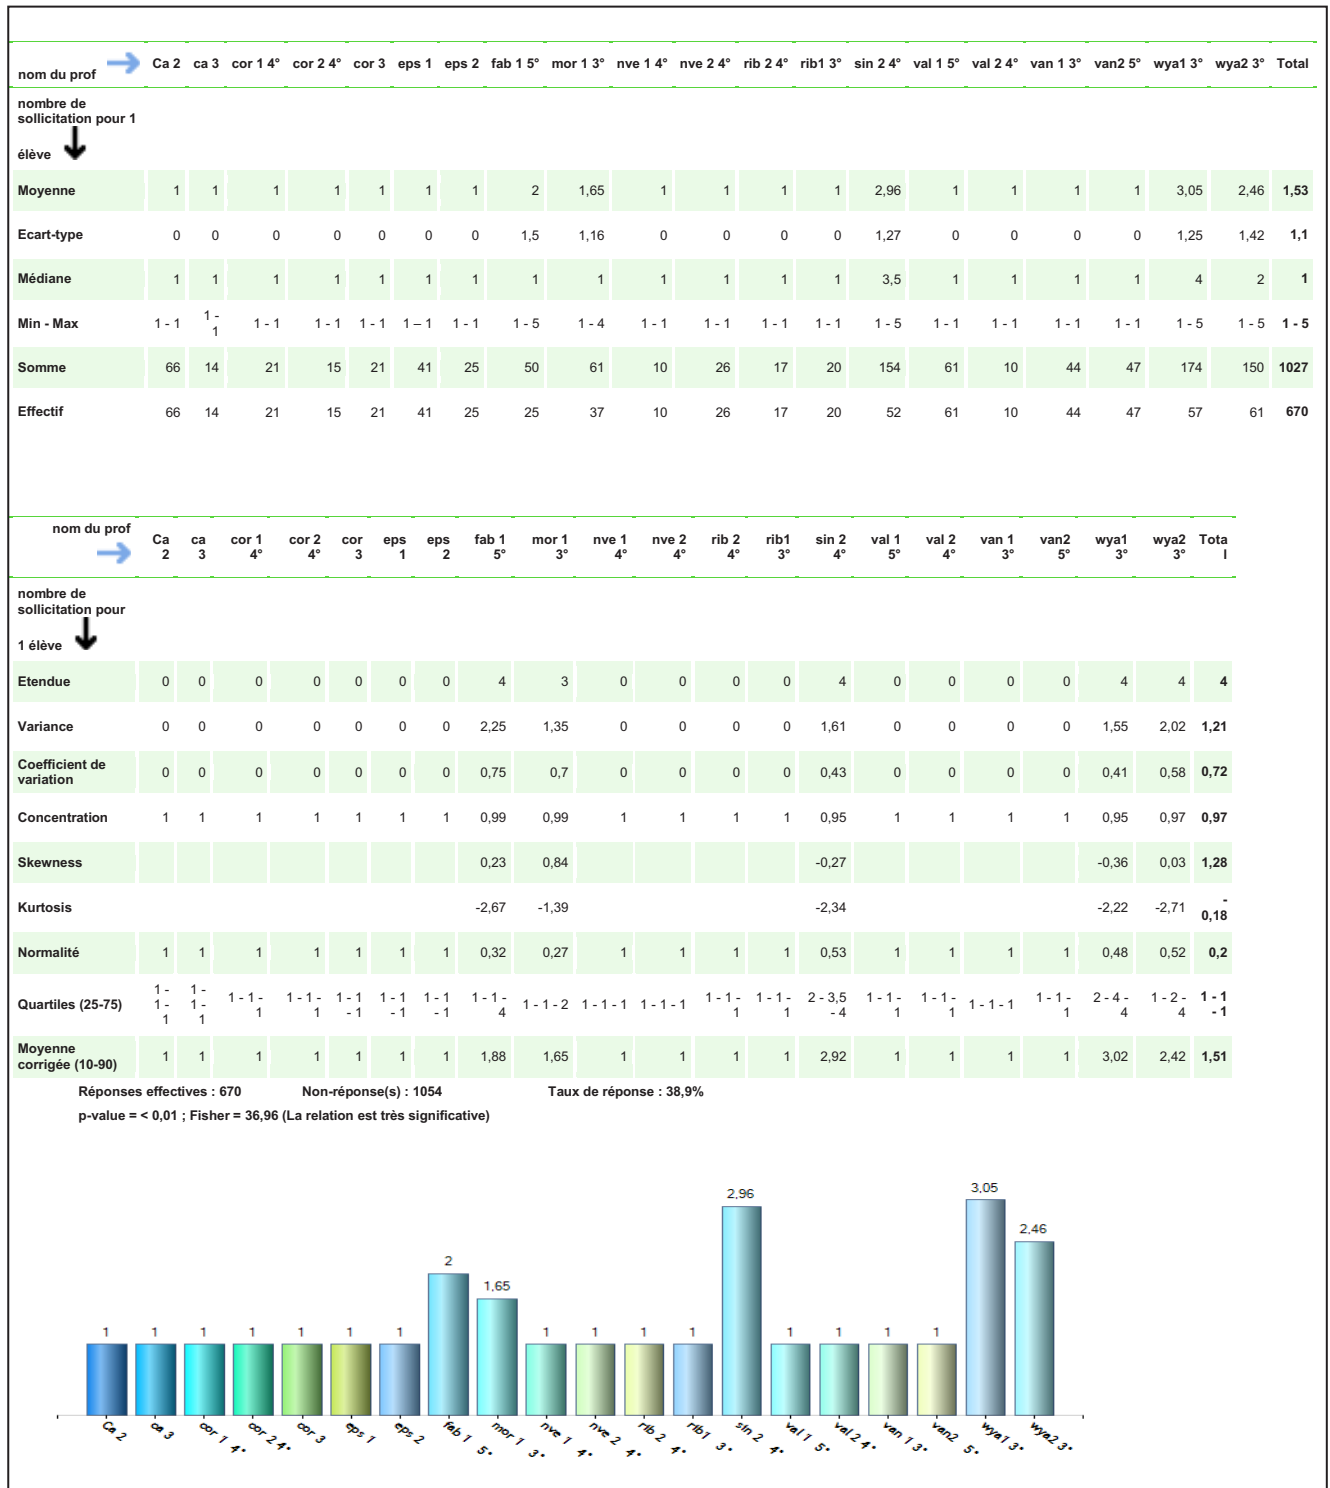 nom du prof Ca 2 ca 3 cor 1 4° cor 2 4° cor 3 eps 1 eps 2 fab 1 5° mor 1 3° nve 1 4° nve 2 4° rib 2 4° rib1 3° sin 2 4° val 1 5° val 2 4° van 1 3° van2 5° wya1 3° wya2 3° Total
nombre de
sollicitation pour 1
élève
Moyenne 1 1 1 1 1 1 1 2 1,65 1 1 1 1 2,96 1 1 1 1 3,05 2,46 1,53
Ecart-type 0 0 0 0 0 0 0 1,5 1,16 0 0 0 0 1,27 0 0 0 0 1,25 1,42 1,1
Médiane 1 1 1 1 1 1 1 1 1 1 1 1 1 3,5 1 1 1 1 4 2 1
Min - Max 1 - 1 1 - 1 1 - 1 1 - 1 1 - 1 1 – 1 1 - 1 1 - 5 1 - 4 1 - 1 1 - 1 1 - 1 1 - 1 1 - 5 1 - 1 1 - 1 1 - 1 1 - 1 1 - 5 1 - 5 1 - 5
Somme 66 14 21 15 21 41 25 50 61 10 26 17 20 154 61 10 44 47 174 150 1027
Effectif 66 14 21 15 21 41 25 25 37 10 26 17 20 52 61 10 44 47 57 61 670
nom du prof Ca 2 ca 3 cor 1 4° cor 2 4° cor 3 eps 1 eps 2 fab 1 5° mor 1 3° nve 1 4° nve 2 4° rib 2 4° rib1 3° sin 2 4° val 1 5° val 2 4° van 1 3° van2 5° wya1 3° wya2 3° Total
nombre de
sollicitation pour
1 élève
Etendue 0 0 0 0 0 0 0 4 3 0 0 0 0 4 0 0 0 0 4 4 4
Variance 0 0 0 0 0 0 0 2,25 1,35 0 0 0 0 1,61 0 0 0 0 1,55 2,02 1,21
Coefficient de
variation 0 0 0 0 0 0 0 0,75 0,7 0 0 0 0 0,43 0 0 0 0 0,41 0,58 0,72
Concentration 1 1 1 1 1 1 1 0,99 0,99 1 1 1 1 0,95 1 1 1 1 0,95 0,97 0,97
Skewness 0,23 0,84 -0,27 -0,36 0,03 1,28
Kurtosis -2,67 -1,39 -2,34 -2,22 -2,71 -0,18
Normalité 1 1 1 1 1 1 1 0,32 0,27 1 1 1 1 0,53 1 1 1 1 0,48 0,52 0,2
Quartiles (25-75) 1 - 1 - 1 1 - 1 - 1 1 - 1 - 1 1 - 1 - 1 1 - 1 - 1 1 - 1 - 1 1 - 1 - 1 1 - 1 - 4 1 - 1 - 2 1 - 1 - 1 1 - 1 - 1 1 - 1 - 1 1 - 1 - 1 2 - 3,5 - 4 1 - 1 - 1 1 - 1 - 1 1 - 1 - 1 1 - 1 - 1 2 - 4 - 4 1 - 2 - 4 1 - 1 - 1
Moyenne
corrigée (10-90) 1 1 1 1 1 1 1 1,88 1,65 1 1 1 1 2,92 1 1 1 1 3,02 2,42 1,51
Réponses effectives : 670 Non-réponse(s) : 1054 Taux de réponse : 38,9%
p-value = < 0,01 ; Fisher = 36,96 (La relation est très significative)
1 1 1 1 1 1 1 2 1,65 1 1 1 1 2,96 1 1 1 1 3,05 2,46
Ca 2 ca 3 cor 1 4° cor 2 4° cor 3 eps 1 eps 2 fab 1 5° mor 1 3° nve 1 4° nve 2 4° rib 2 4° rib1 3° sin 2 4° val 1 5° val 2 4° van 1 3° van2 5° wya1 3° wya2 3°